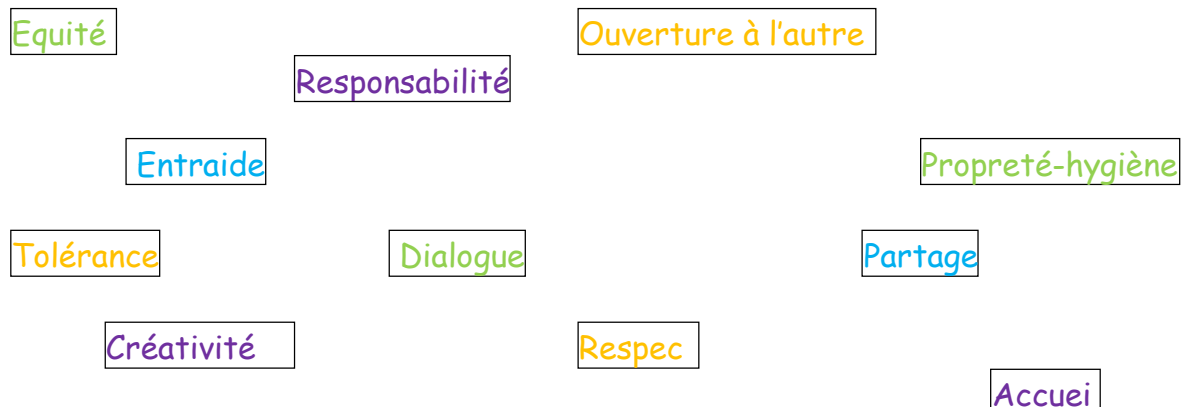 Equité
Ouverture à l'autre
Responsabilité
Entraide
Propreté-hygiène
Tolérance
Dialogue
Partage
Créativité
Respec
Accuei